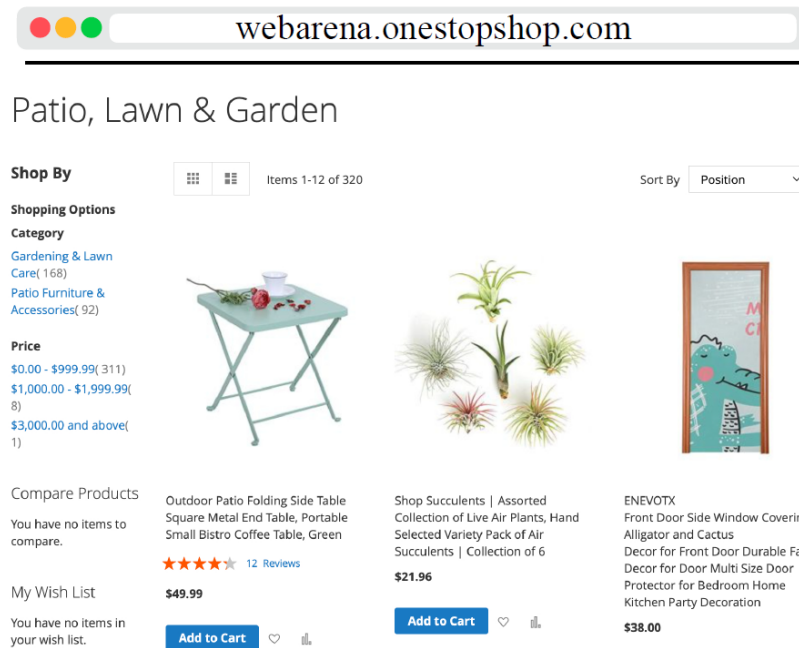 webarena.onestopshop.com
Patio, Lawn & Garden
Shop By
Items 1-12 of 320
Sort By
Position
Shopping Options
Category
Gardening & Lawn
Care( 168)
Patio Furniture &
Accessories( 92)
Price
$0.00 - $999.99( 311)
$1,000.00 - $1,999.99(
8)
$3,000.00 and above(
1)
Compare Products
You have no items to
compare.
My Wish List
You have no items in
your wish list.
Outdoor Patio Folding Side Table
Square Metal End Table, Portable
Small Bistro Coffee Table, Green
12 Reviews
$49.99
Add to Cart
Shop Succulents | Assorted
Collection of Live Air Plants, Hand
Selected Variety Pack of Air
Succulents | Collection of 6
$21.96
Add to Cart
ENEVOTX
Front Door Side Window
Alligator and Cactus
Decor for Front Door Durable
Decor for Door Multi Size Door
Protector for Bedroom Home
Kitchen Party Decoration
$38.00